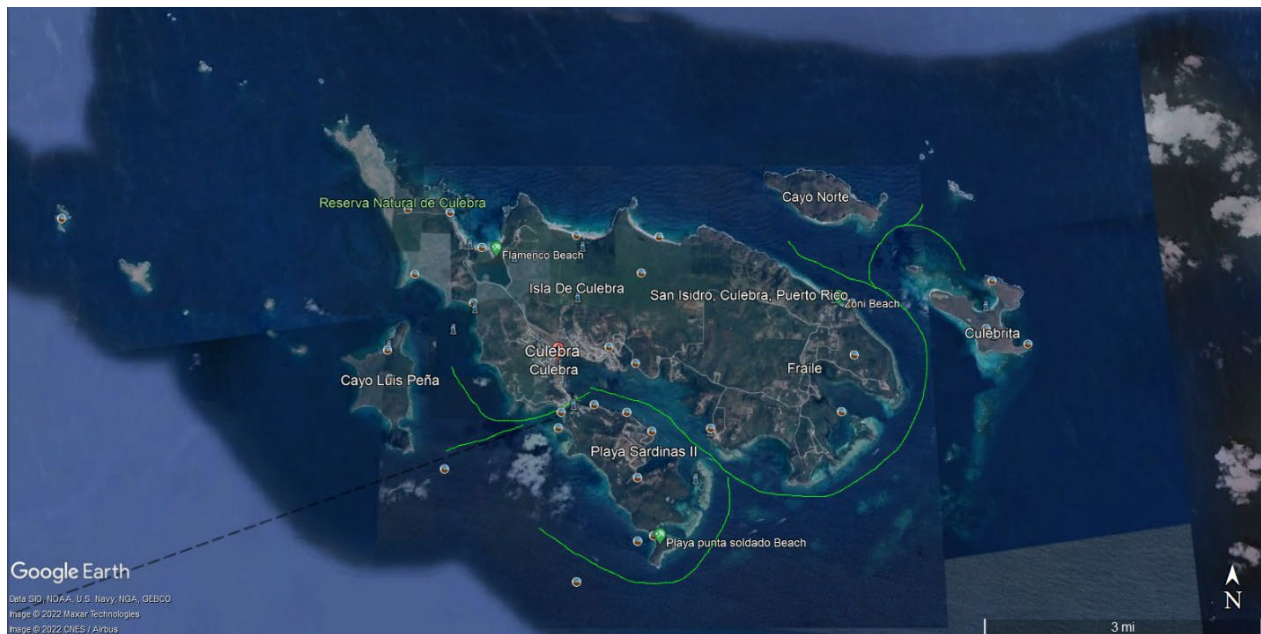 Cayo Norte
Reserva Natural de Culebra
Flamenco Beach
Isla De Culebra
San Isidro, Culebra, Puerto Rico
Zoni Beach
Culebrita
Culebra
Culebra
Fraile
Cayo Luis Peña
Playa Sardinas II
Playa punta soldado Beach
Google Earth
Data SIO, NOAA, U.S. Navy, NGA, GEBCO
Image © 2022 Maxar Technologies
Image © 2022 CNES / Airbus
N
3 mi